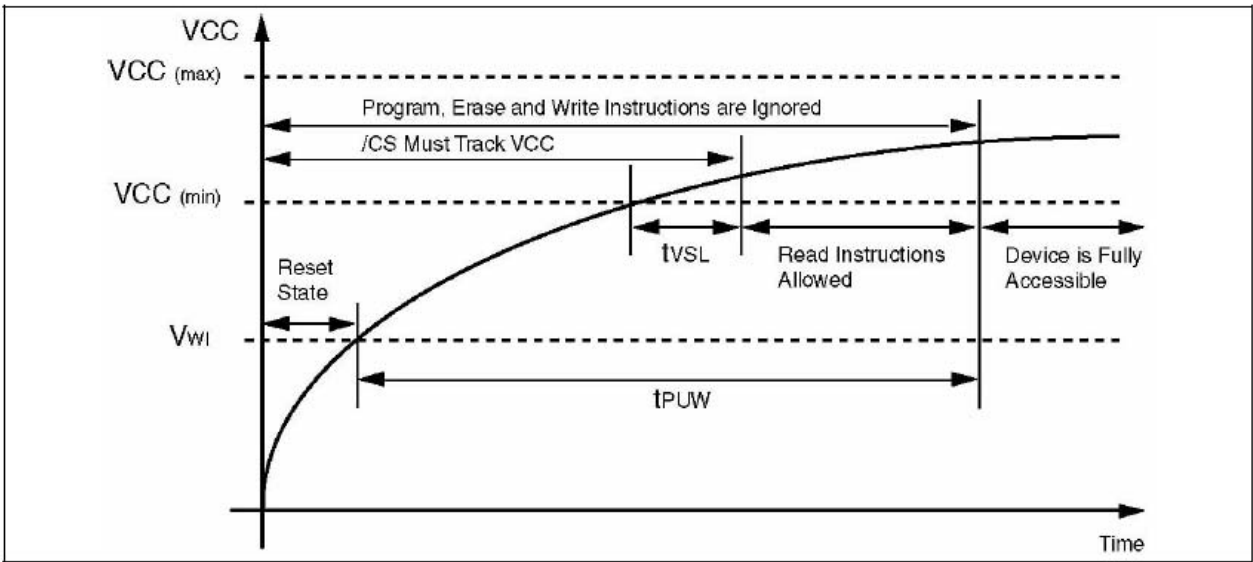 VCC
VCC (max)
Program, Erase and Write Instructions are Ignored
/CS Must Track VCC
VCC (min)
tVSL
Read Instructions
Allowed
Device is Fully
Accessible
Reset
State
VWI
tPUW
Time